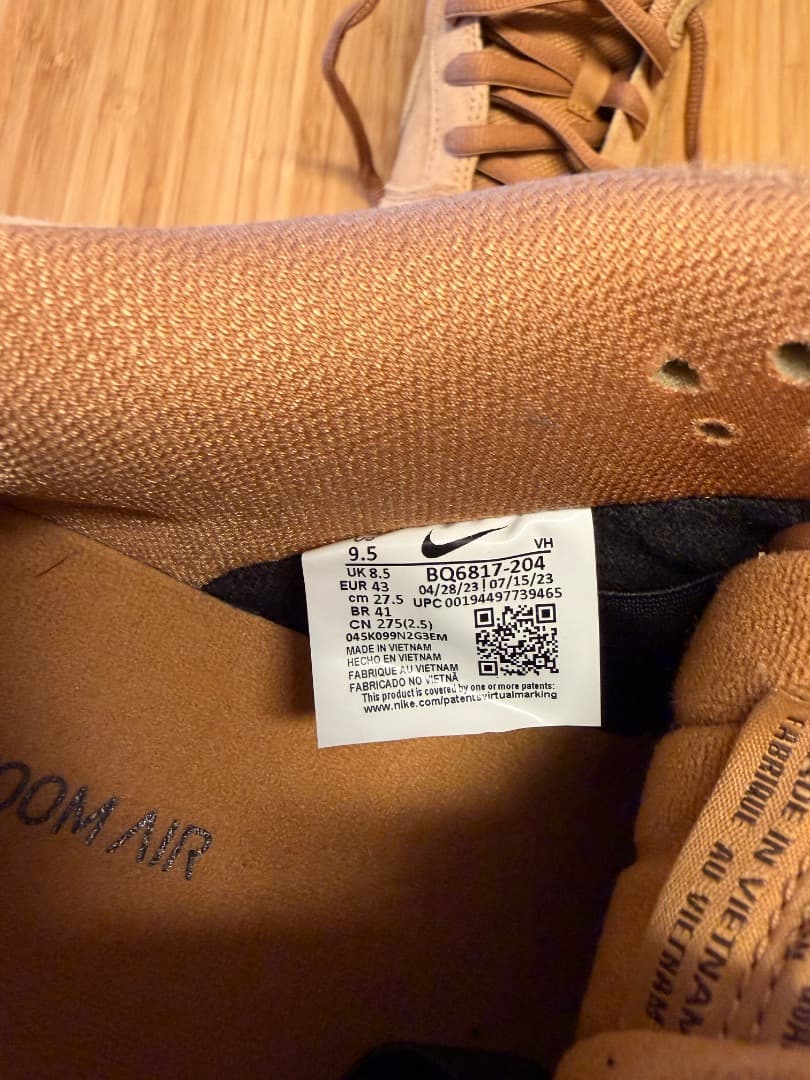 US
9.5
VH
UK 8.5
BQ6817-204
EUR 43
04/28/23 | 07/15/23
cm 27.5
UPC 00194497739465
BR 41
CN 275(2.5)
045K099N2G3EM
MADE IN VIETNAM
HECHO EN VIETNAM
FABRIQUE AU VIETNAM
FABRICADO NO VIETNÃ
This product is covered by one or more patents:
www.nike.com/patentsvirtualmarking
OOM AIR
IN VIETNAM
FABRIQUE AU VIETNAM